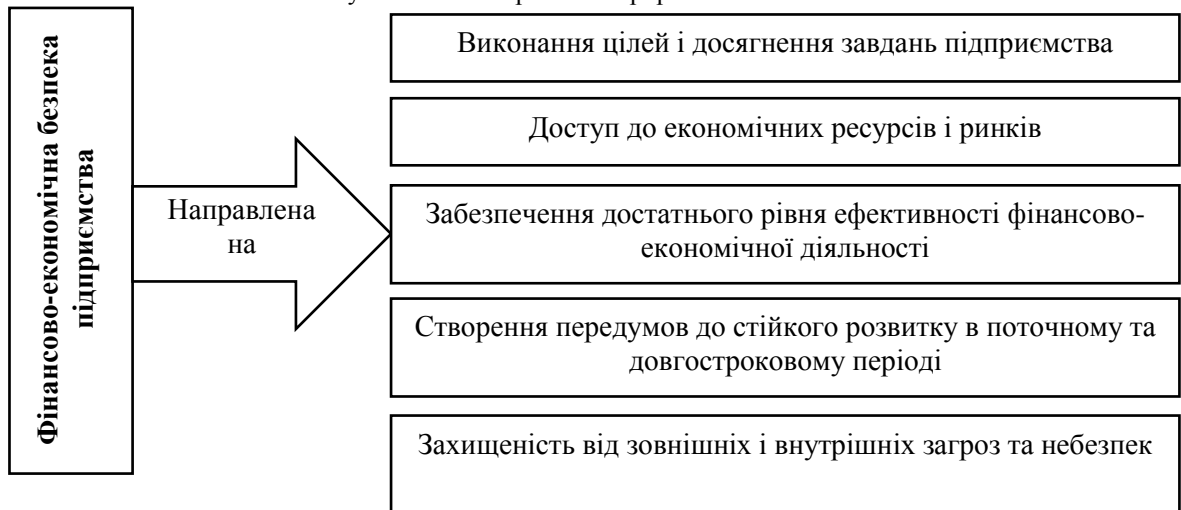 Фінансово-економічна безпека
підприємства
Направлена
на
Виконання цілей і досягнення завдань підприємства
Доступ до економічних ресурсів і ринків
Забезпечення достатнього рівня ефективності фінансово-
економічної діяльності
Створення передумов до стійкого розвитку в поточному та
довгостроковому періоді
Захищеність від зовнішніх і внутрішніх загроз та небезпек